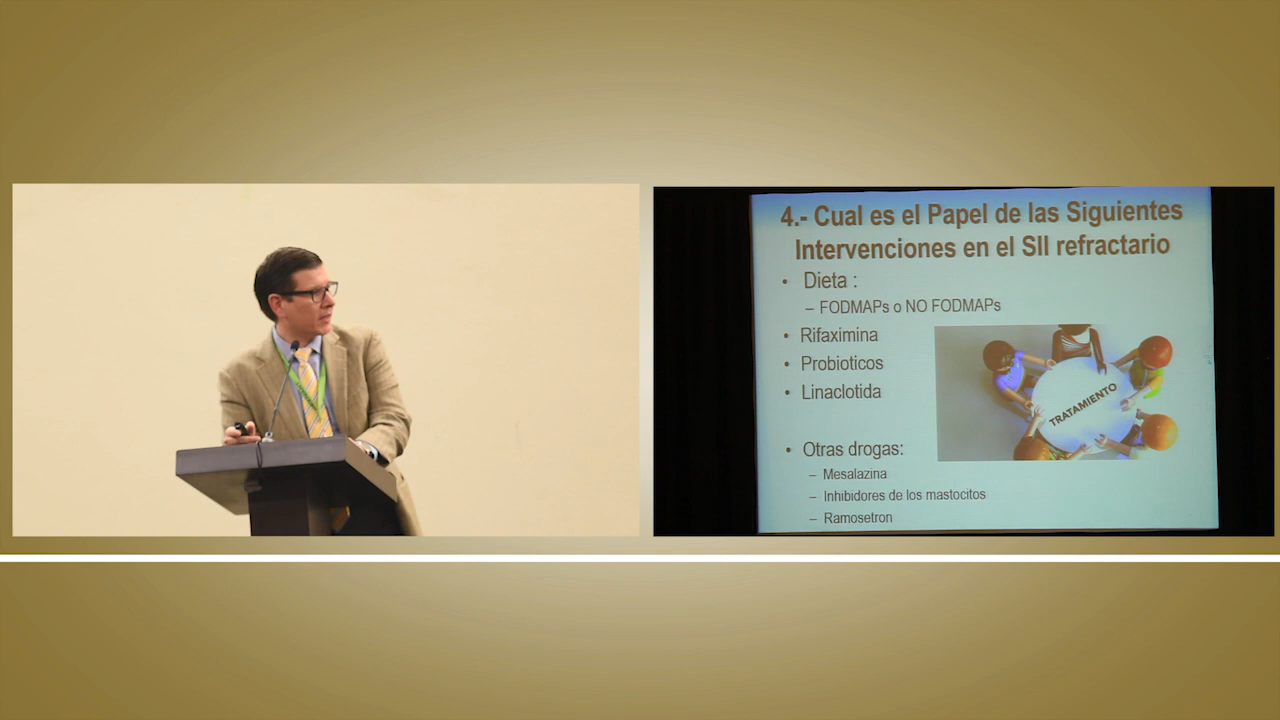 4.- Cual es el Papel de las Siguientes
Intervenciones en el SII refractario
• Dieta :
– FODMAPs o NO FODMAPs
• Rifaximina
• Probioticos
• Linaclotida
TRATAMIENTO
• Otras drogas:
– Mesalazina
– Inhibidores de los mastocitos
– Ramosetron